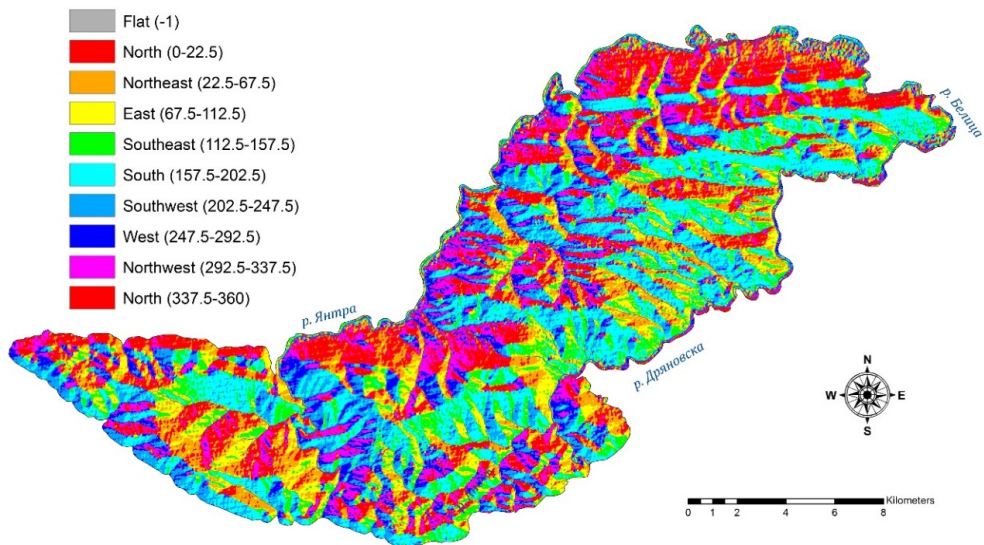 Flat (-1)
North (0-22.5)
Northeast (22.5-67.5)
East (67.5-112.5)
Southeast (112.5-157.5)
South (157.5-202.5)
Southwest (202.5-247.5)
West (247.5-292.5)
Northwest (292.5-337.5)
North (337.5-360)
р. Белица
р. Янтра
р. Дряновска
N
W E
S
Kilometers
0 1 2 4 6 8